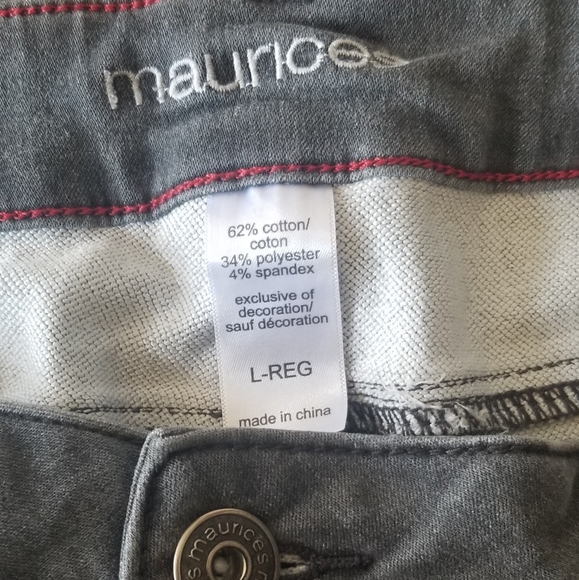 maurices
62% cotton/
coton
34% polyester
4% spandex
exclusive of
decoration/
sauf décoration
L-REG
made in china
maurices